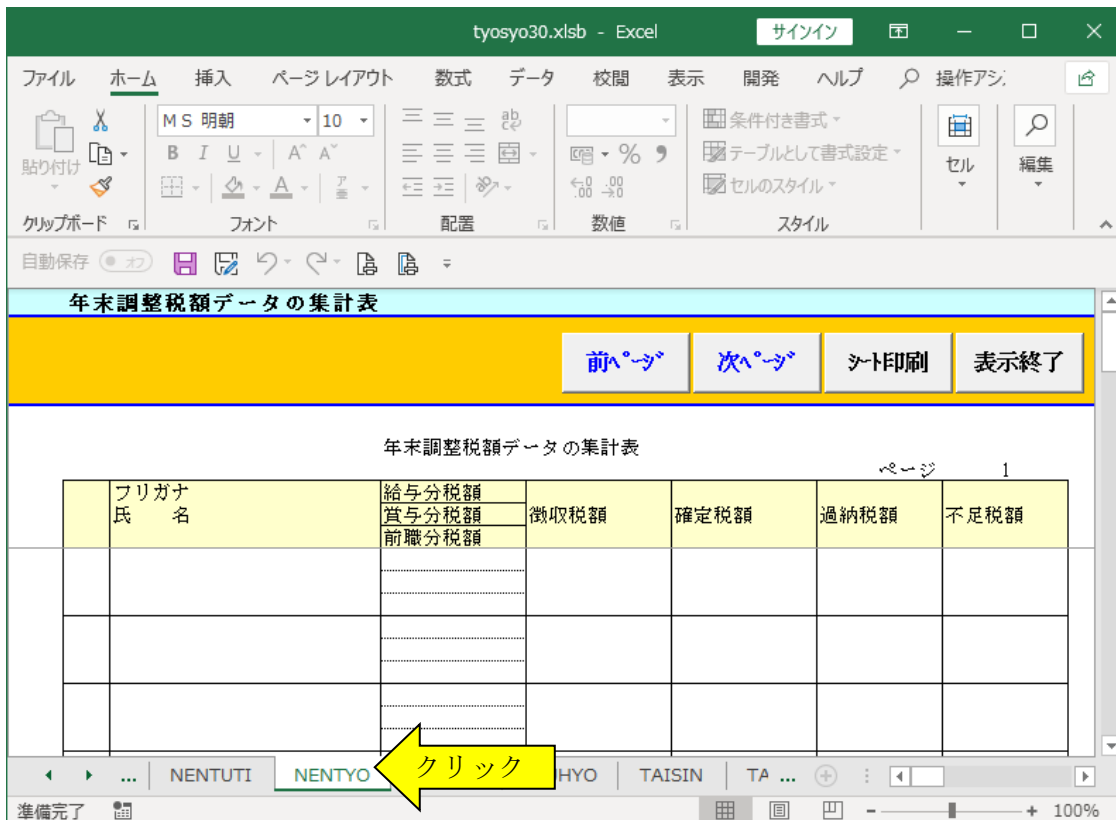 tyosyo30.xlsb - Excel サインイン
ファイル ホーム 挿入 ページ レイアウト 数式 データ 校閲 表示 開発 ヘルプ 操作アシ
貼り付け
MS 明朝 10
B I U A A
ア 亜
ab
% 9
条件付き書式
テーブルとして書式設定
セルのスタイル
セル 編集
クリップボード フォント 配置 数値 スタイル
自動保存 オフ
年末調整税額データの集計表
前ページ 次ページ シート印刷 表示終了
年末調整税額データの集計表
ページ 1
フリガナ
氏 名
給与分税額
賞与分税額
前職分税額
徴収税額 確定税額 過納税額 不足税額
クリック
... NENTUTI NENTYO HYO TAISIN TA ...
準備完了 100%